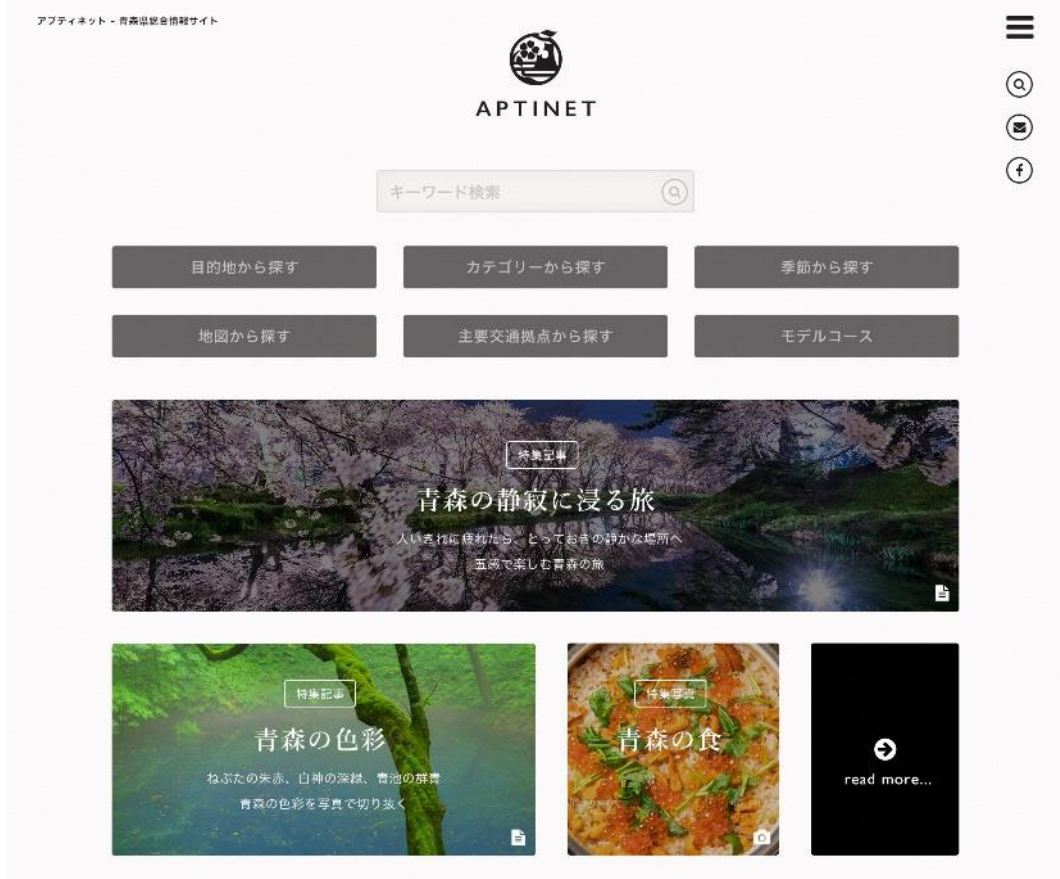 アプティネット - 青森県総合情報サイト
APTINET
キーワード検索
目的地から探す
カテゴリーから探す
季節から探す
地図から探す
主要交通拠点から探す
モデルコース
特集記事
青森の静寂に浸る旅
人いきれに疲れたら、とっておきの静かな場所へ
五感で楽しむ青森の旅
特集記事
青森の色彩
ねぶたの朱赤、白神の深緑、青池の群青
青森の色彩を写真で切り抜く
特集写真
青森の食
read more...